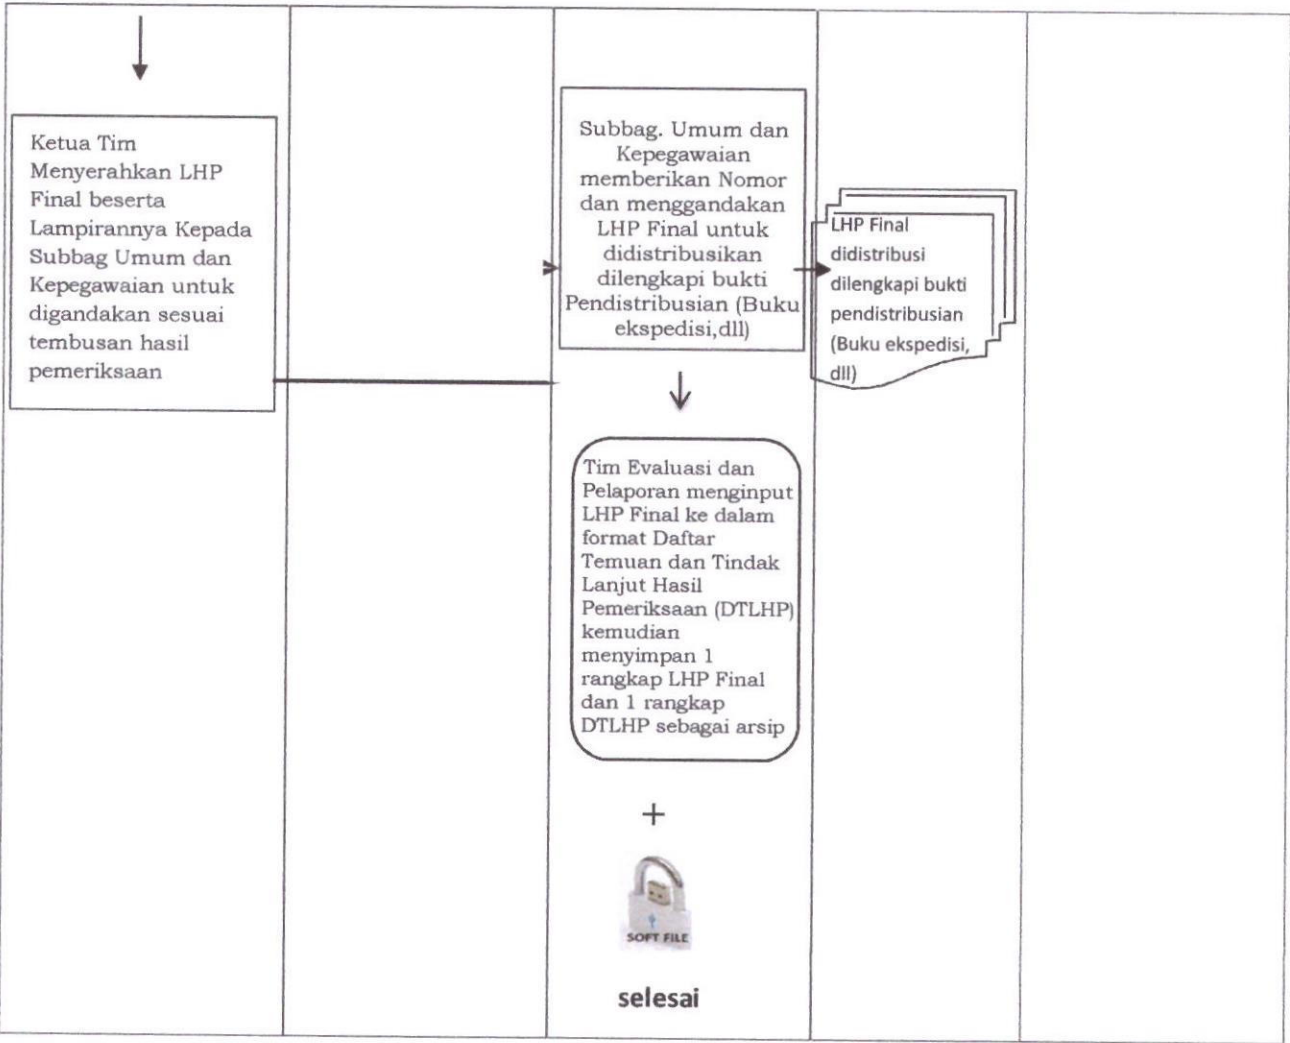 Ketua Tim
Menyerahkan LHP
Final beserta
Lampirannya Kepada
Subbag Umum dan
Kepegawaian untuk
digandakan sesuai
tembusan hasil
pemeriksaan
Subbag. Umum dan
Kepegawaian
memberikan Nomor
dan menggandakan
LHP Final untuk
didistribusikan
dilengkapi bukti
Pendistribusian (Buku
ekspedisi,dll)
LHP Final
didistribusi
dilengkapi bukti
pendistribusian
(Buku ekspedisi,
dll)
Tim Evaluasi dan
Pelaporan menginput
LHP Final ke dalam
format Daftar
Temuan dan Tindak
Lanjut Hasil
Pemeriksaan (DTLHP)
kemudian
menyimpan 1
rangkap LHP Final
dan 1 rangkap
DTLHP sebagai arsip
+
SOFT FILE
selesai